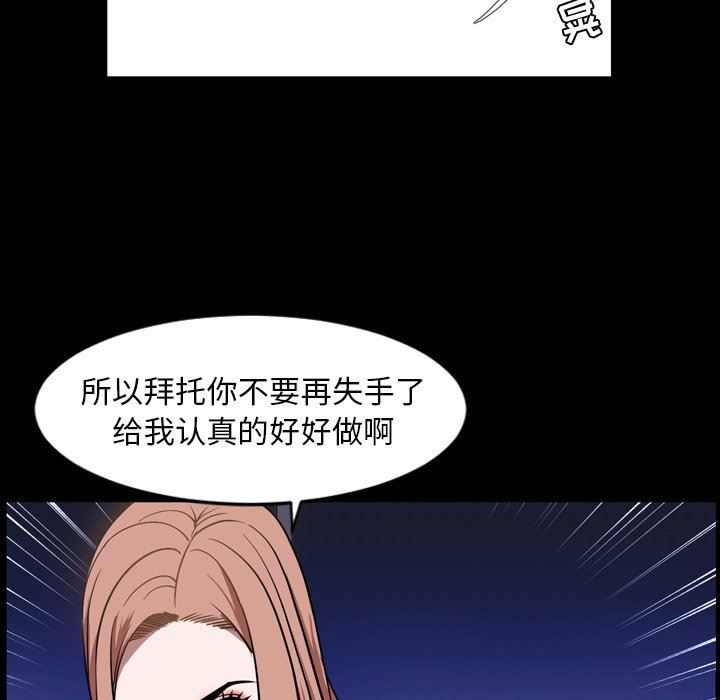 晃
所以拜托你不要再失手了
给我认真的好好做啊